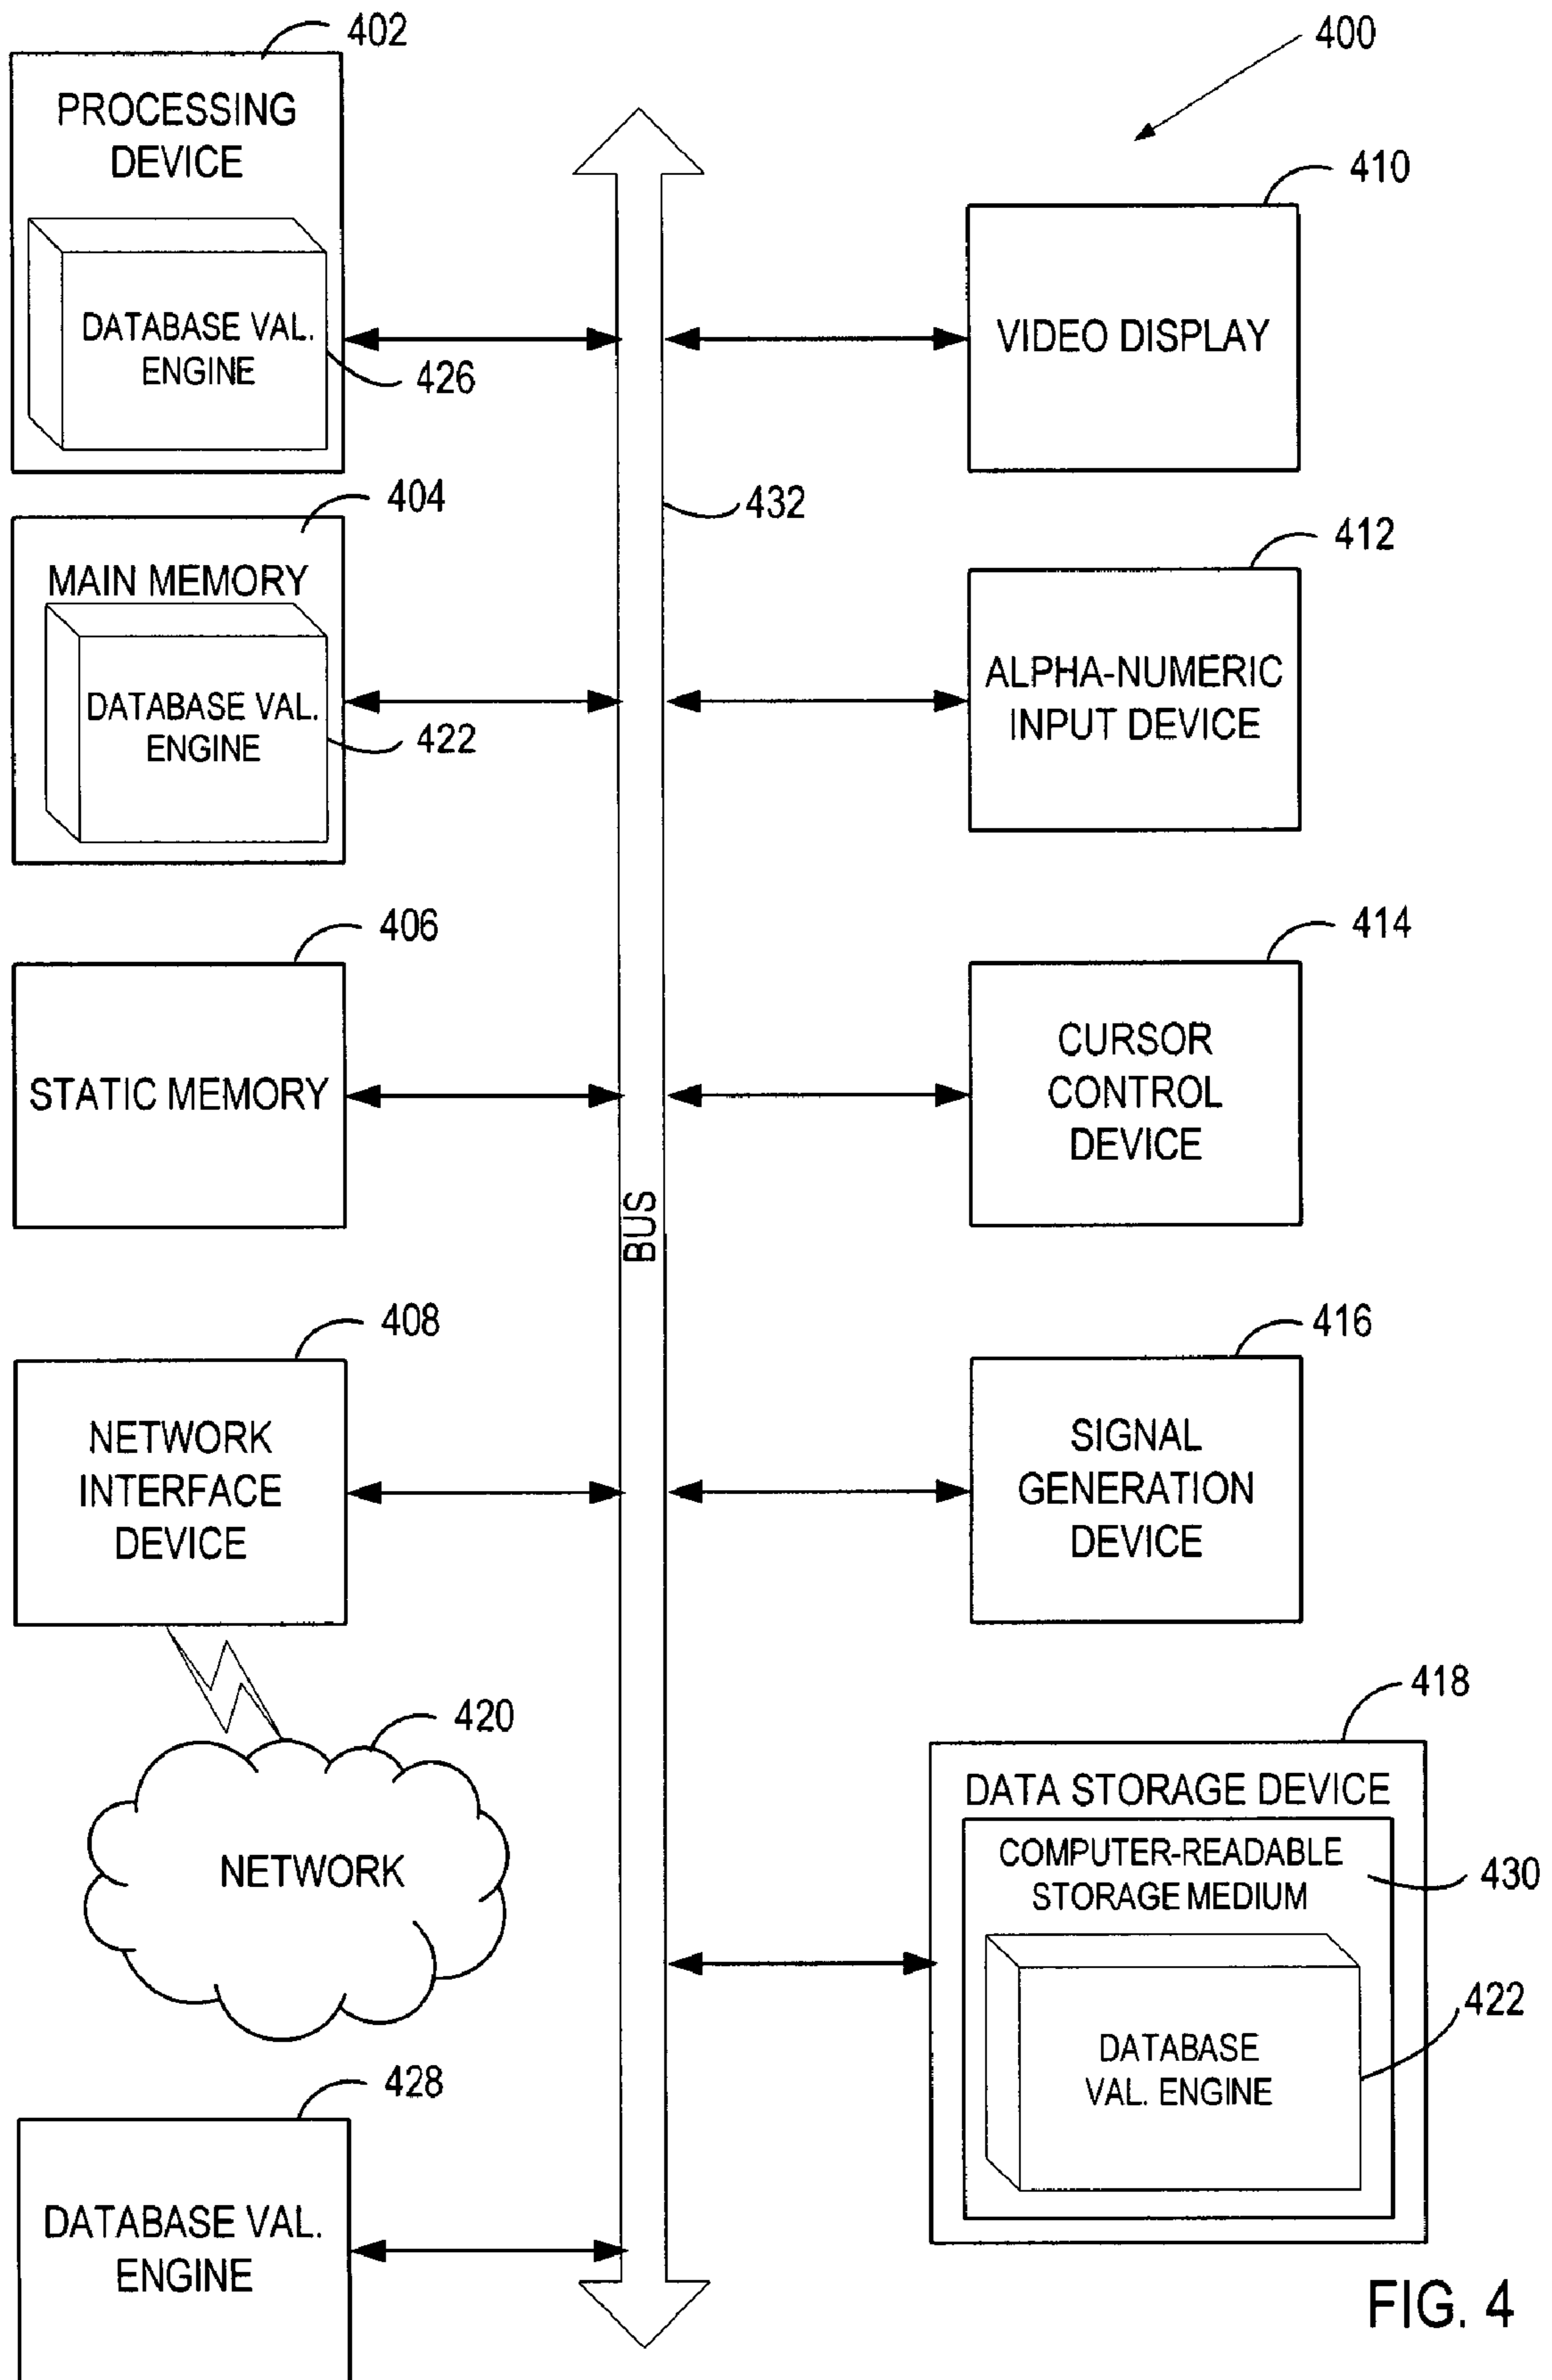 402
400
PROCESSING
DEVICE
410
DATABASE VAL.
ENGINE
426
VIDEO DISPLAY
404
432
412
MAIN MEMORY
DATABASE VAL.
ENGINE
422
ALPHA-NUMERIC
INPUT DEVICE
406
414
STATIC MEMORY
CURSOR
CONTROL
DEVICE
BUS
408
416
NETWORK
INTERFACE
DEVICE
SIGNAL
GENERATION
DEVICE
420
418
NETWORK
DATA STORAGE DEVICE
COMPUTER-READABLE
STORAGE MEDIUM
430
DATABASE
VAL. ENGINE
422
428
DATABASE VAL.
ENGINE
FIG. 4